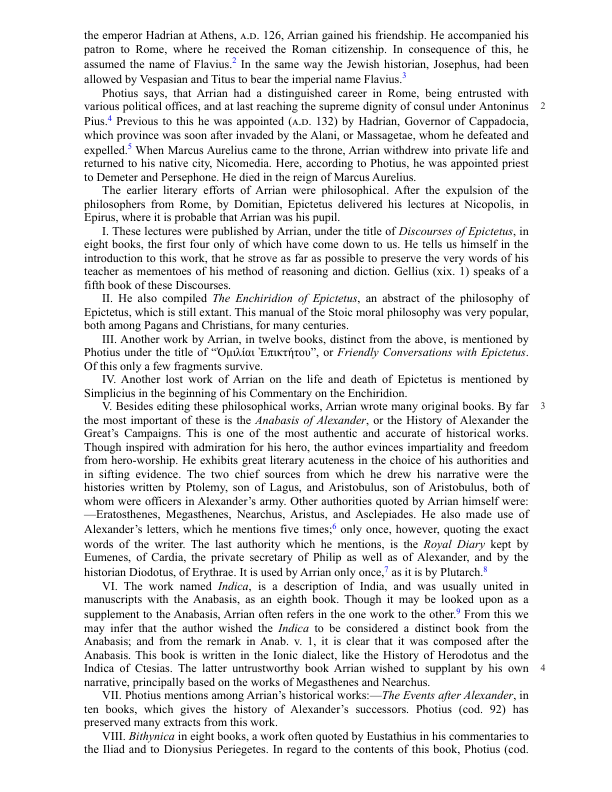 the emperor Hadrian at Athens, A.D. 126, Arrian gained his friendship. He accompanied his
patron to Rome, where he received the Roman citizenship. In consequence of this, he
assumed the name of Flavius.2 In the same way the Jewish historian, Josephus, had been
allowed by Vespasian and Titus to bear the imperial name Flavius.3
Photius says, that Arrian had a distinguished career in Rome, being entrusted with
various political offices, and at last reaching the supreme dignity of consul under Antoninus 2
Pius.4 Previous to this he was appointed (A.D. 132) by Hadrian, Governor of Cappadocia,
which province was soon after invaded by the Alani, or Massagetae, whom he defeated and
expelled.5 When Marcus Aurelius came to the throne, Arrian withdrew into private life and
returned to his native city, Nicomedia. Here, according to Photius, he was appointed priest
to Demeter and Persephone. He died in the reign of Marcus Aurelius.
The earlier literary efforts of Arrian were philosophical. After the expulsion of the
philosophers from Rome, by Domitian, Epictetus delivered his lectures at Nicopolis, in
Epirus, where it is probable that Arrian was his pupil.
I. These lectures were published by Arrian, under the title of Discourses of Epictetus, in
eight books, the first four only of which have come down to us. He tells us himself in the
introduction to this work, that he strove as far as possible to preserve the very words of his
teacher as mementoes of his method of reasoning and diction. Gellius (xix. 1) speaks of a
fifth book of these Discourses.
II. He also compiled The Enchiridion of Epictetus, an abstract of the philosophy of
Epictetus, which is still extant. This manual of the Stoic moral philosophy was very popular,
both among Pagans and Christians, for many centuries.
III. Another work by Arrian, in twelve books, distinct from the above, is mentioned by
Photius under the title of “Ὁμιλίαι Ἐπικτήτου”, or Friendly Conversations with Epictetus.
Of this only a few fragments survive.
IV. Another lost work of Arrian on the life and death of Epictetus is mentioned by
Simplicius in the beginning of his Commentary on the Enchiridion.
V. Besides editing these philosophical works, Arrian wrote many original books. By far 3
the most important of these is the Anabasis of Alexander, or the History of Alexander the
Great’s Campaigns. This is one of the most authentic and accurate of historical works.
Though inspired with admiration for his hero, the author evinces impartiality and freedom
from hero-worship. He exhibits great literary acuteness in the choice of his authorities and
in sifting evidence. The two chief sources from which he drew his narrative were the
histories written by Ptolemy, son of Lagus, and Aristobulus, son of Aristobulus, both of
whom were officers in Alexander’s army. Other authorities quoted by Arrian himself were:
—Eratosthenes, Megasthenes, Nearchus, Aristus, and Asclepiades. He also made use of
Alexander’s letters, which he mentions five times;6 only once, however, quoting the exact
words of the writer. The last authority which he mentions, is the Royal Diary kept by
Eumenes, of Cardia, the private secretary of Philip as well as of Alexander, and by the
historian Diodotus, of Erythrae. It is used by Arrian only once,7 as it is by Plutarch.8
VI. The work named Indica, is a description of India, and was usually united in
manuscripts with the Anabasis, as an eighth book. Though it may be looked upon as a
supplement to the Anabasis, Arrian often refers in the one work to the other.9 From this we
may infer that the author wished the Indica to be considered a distinct book from the
Anabasis; and from the remark in Anab. v. 1, it is clear that it was composed after the
Anabasis. This book is written in the Ionic dialect, like the History of Herodotus and the
Indica of Ctesias. The latter untrustworthy book Arrian wished to supplant by his own 4
narrative, principally based on the works of Megasthenes and Nearchus.
VII. Photius mentions among Arrian’s historical works:—The Events after Alexander, in
ten books, which gives the history of Alexander’s successors. Photius (cod. 92) has
preserved many extracts from this work.
VIII. Bithynica in eight books, a work often quoted by Eustathius in his commentaries to
the Iliad and to Dionysius Periegetes. In regard to the contents of this book, Photius (cod.